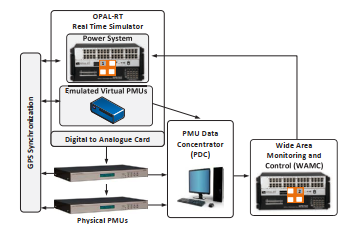 OPAL-RT
Real Time Simulator
Power System
Emulated Virtual PMUs
Digital to Analogue Card
GPS Synchronization
Physical PMUs
PMU Data
Concentrator
(PDC)
Wide Area
Monitoring and
Control (WAMC)